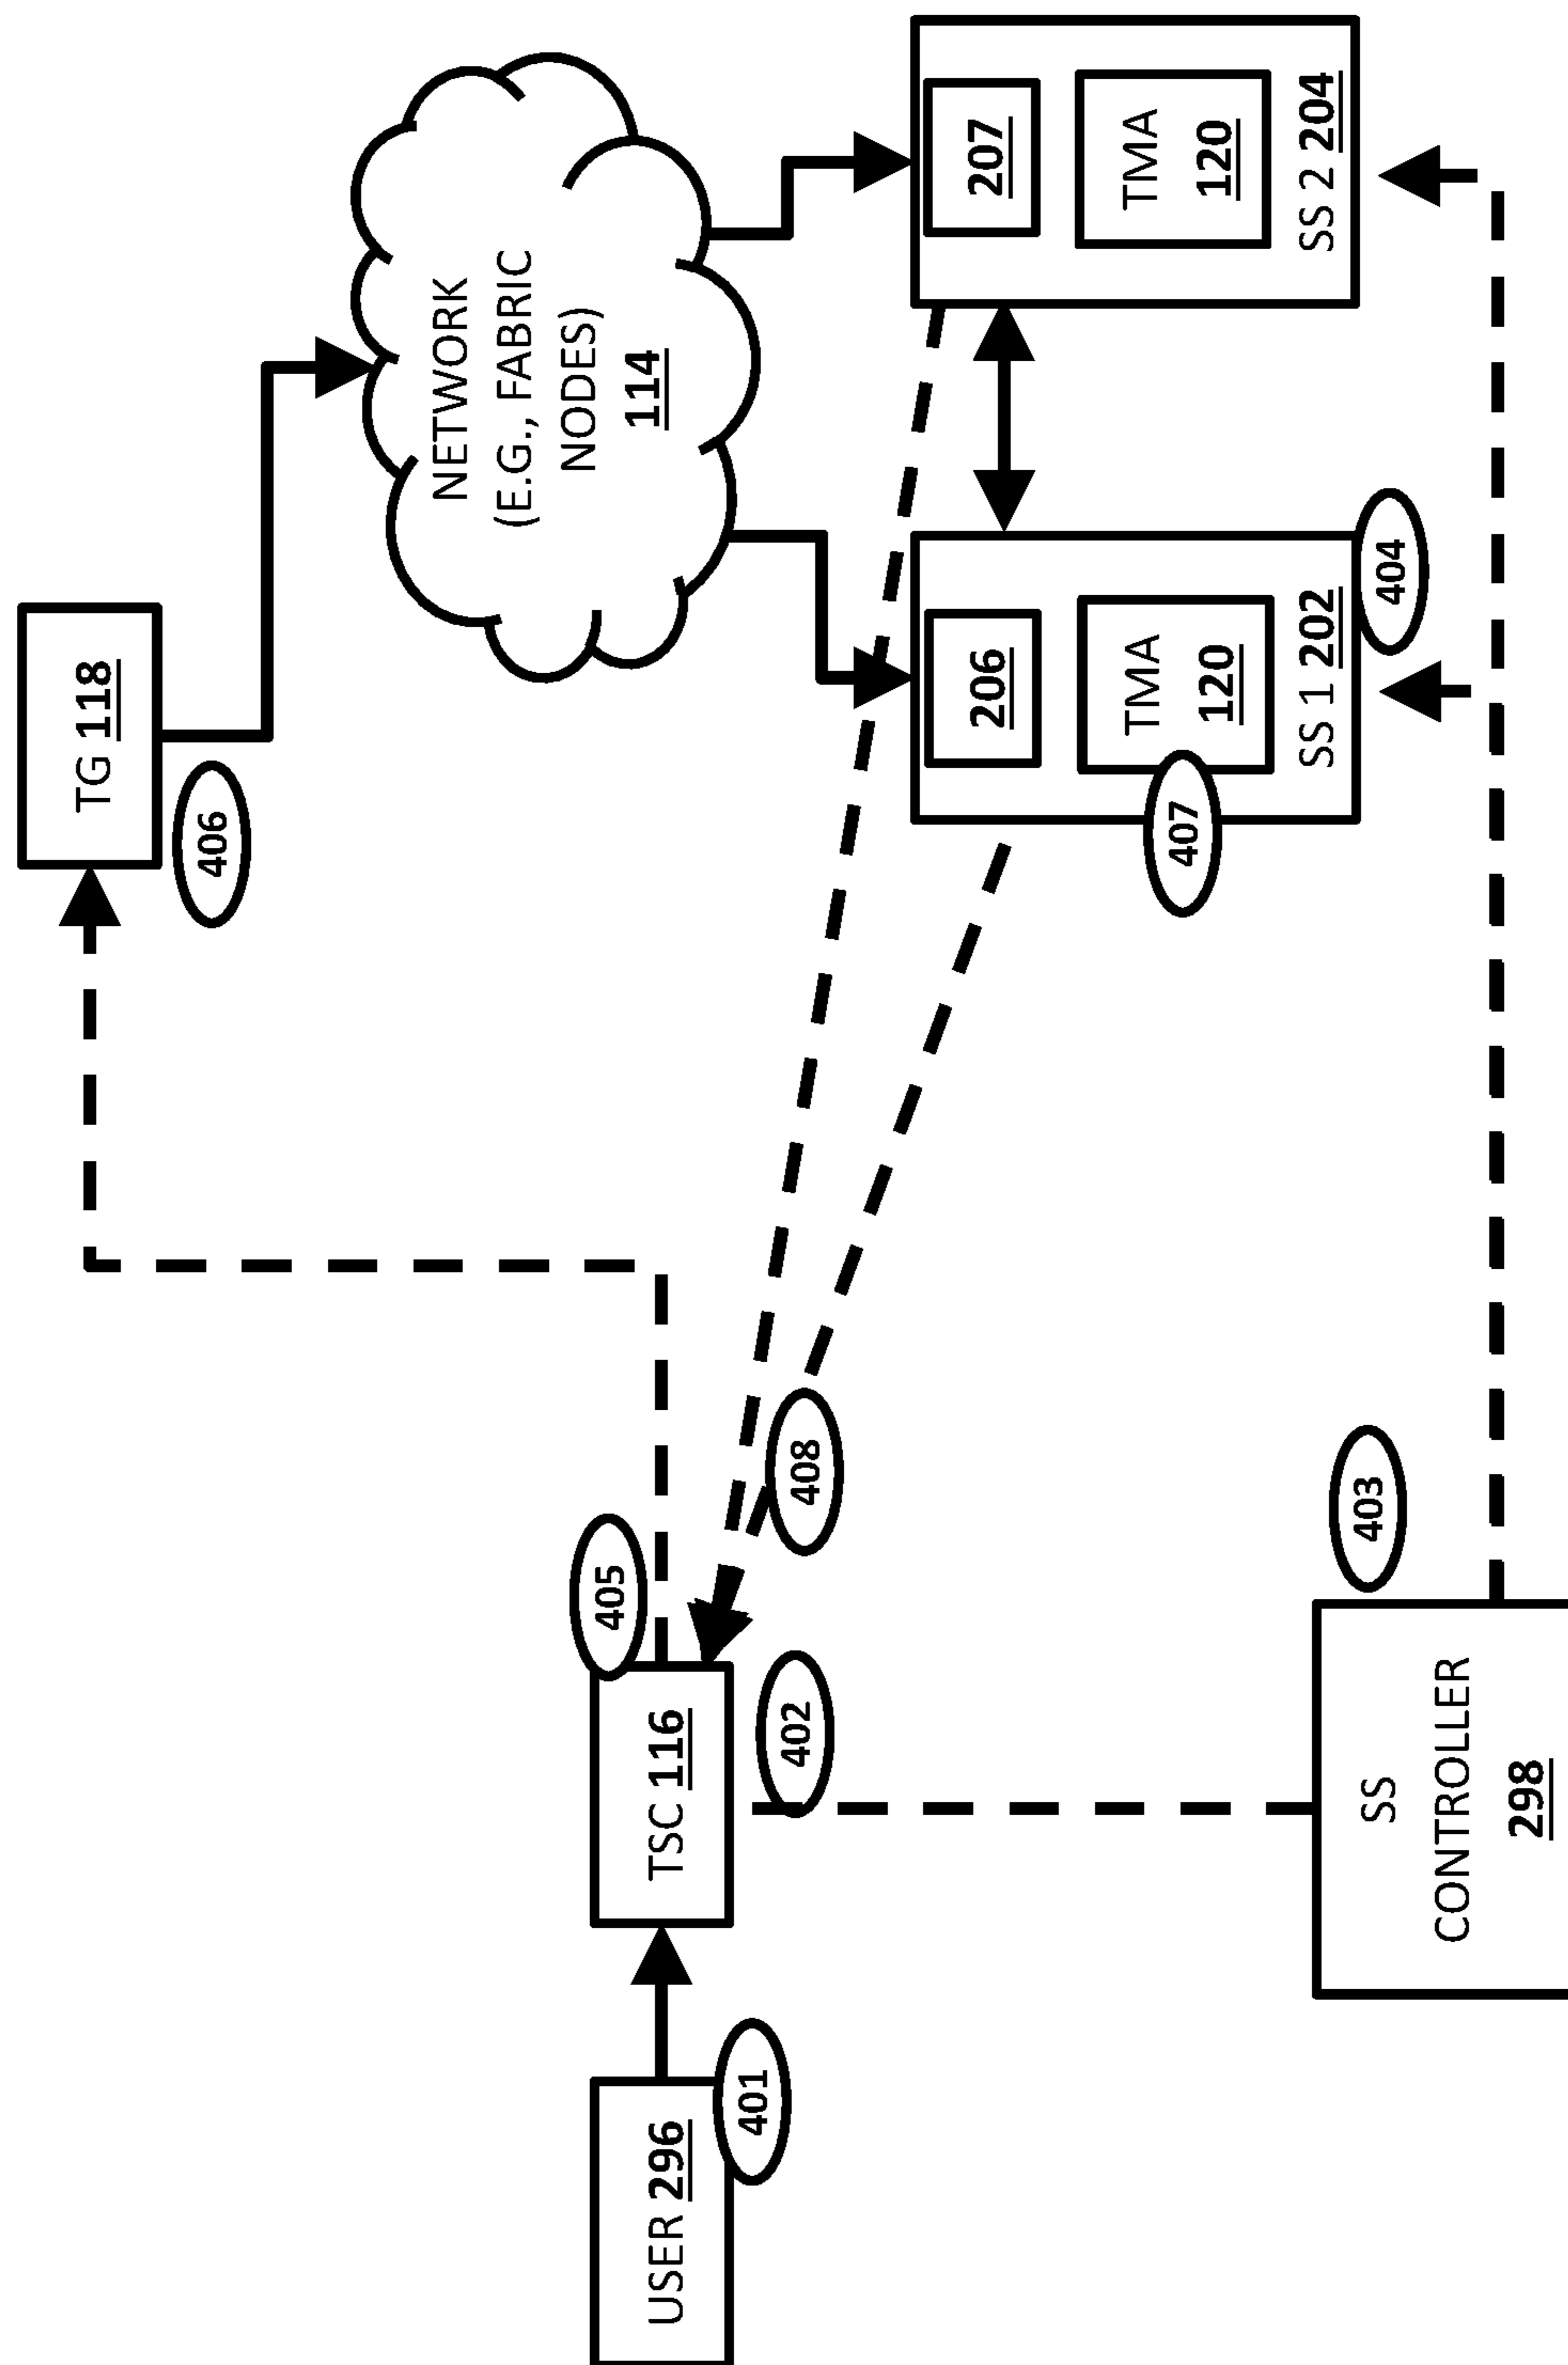 TG 118
406
NETWORK
(E.G., FABRIC
NODES)
114
405
USER 296
401
TSC 116
402
408
206
TMA
120
407
SS 1 202
404
207
TMA
120
SS 2 204
403
SS
CONTROLLER
298